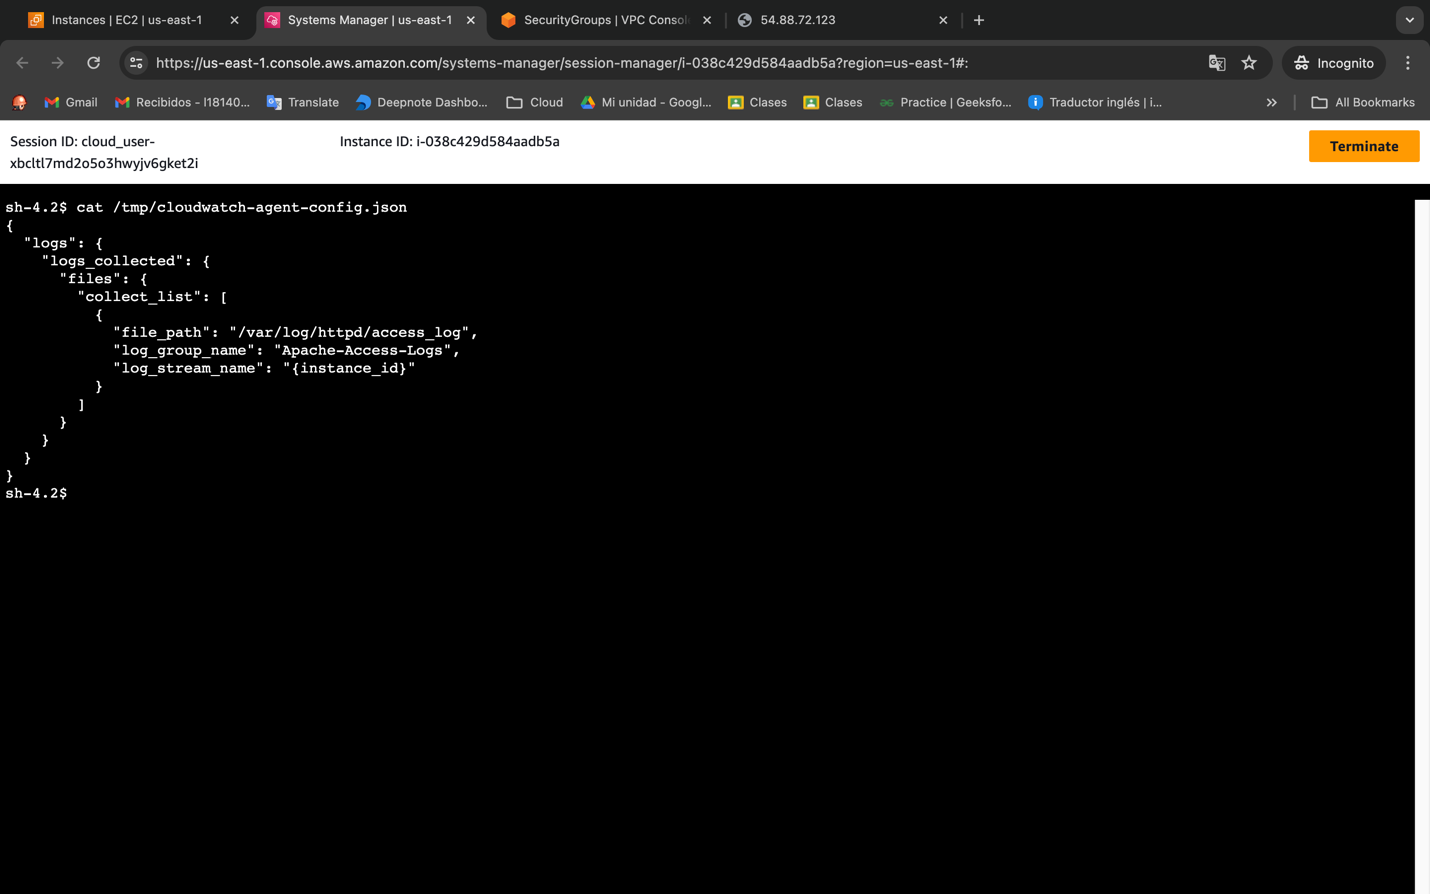 Instances | EC2 | us-east-1
Systems Manager | us-east-1
SecurityGroups | VPC Consol
54.88.72.123
https://us-east-1.console.aws.amazon.com/systems-manager/session-manager/i-038c429d584aadb5a?region=us-east-1#:
Incognito
Gmail
Recibidos - l18140...
Translate
Deepnote Dashbo...
Cloud
Mi unidad - Googl...
Clases
Clases
Practice | Geeksfo...
Traductor inglés | i...
All Bookmarks
Session ID: cloud_user-
xbcltl7md2o5o3hwyjv6gket2i
Instance ID: i-038c429d584aadb5a
Terminate
sh-4.2$ cat /tmp/cloudwatch-agent-config.json
{
  "logs": {
    "logs_collected": {
      "files": {
        "collect_list": [
          {
            "file_path": "/var/log/httpd/access_log",
            "log_group_name": "Apache-Access-Logs",
            "log_stream_name": "{instance_id}"
          }
        ]
      }
    }
  }
}
sh-4.2$